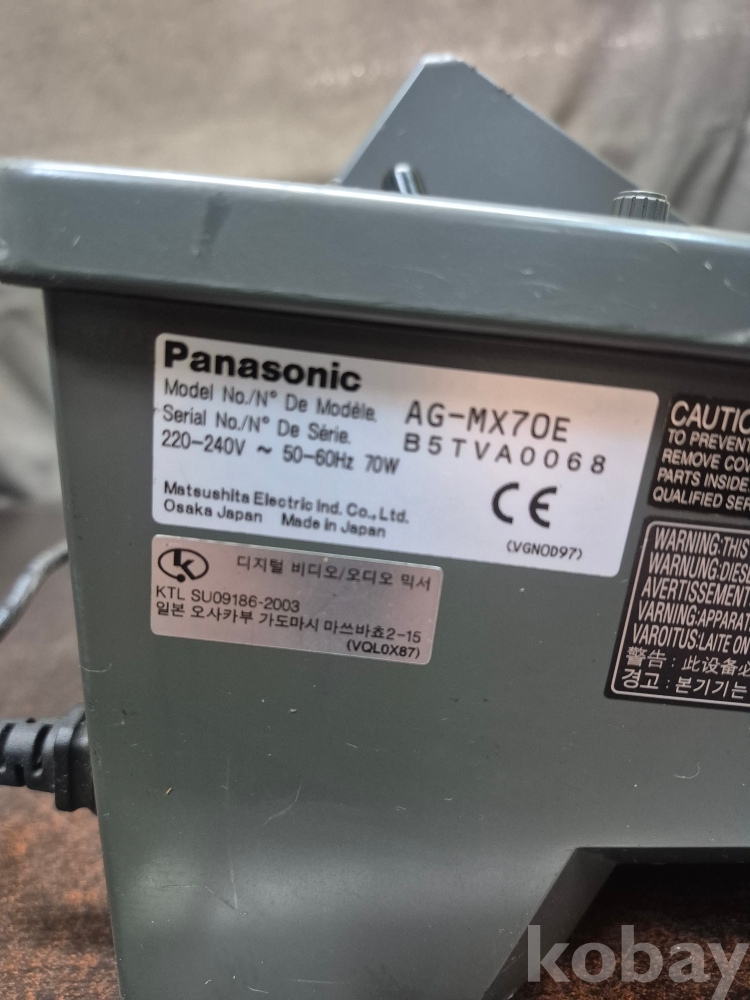 Panasonic
Model No./N° De Modéle. AG-MX70E
Serial No./N° De Série. B5TVA0068
220-240V ~ 50-60Hz 70W
Matsushita Electric Ind. Co., Ltd.
Osaka Japan Made in Japan
CE
(VGN0D97)
디지털 비디오/오디오 믹서
KTL SU09186-2003
일본 오사카부 가도마시 마쓰바쵸2-15
(VQL0X87)
CAUTIO
TO PREVENT
REMOVE CO
PARTS INSIDE
QUALIFIED SE
WARNING:THIS
WARNUNG:DIES
AVERTISSEMENT
VARNING:APPARAT
VAROITUS:LAITE ON
警告：此设备必
경고 : 본기기는
kobay